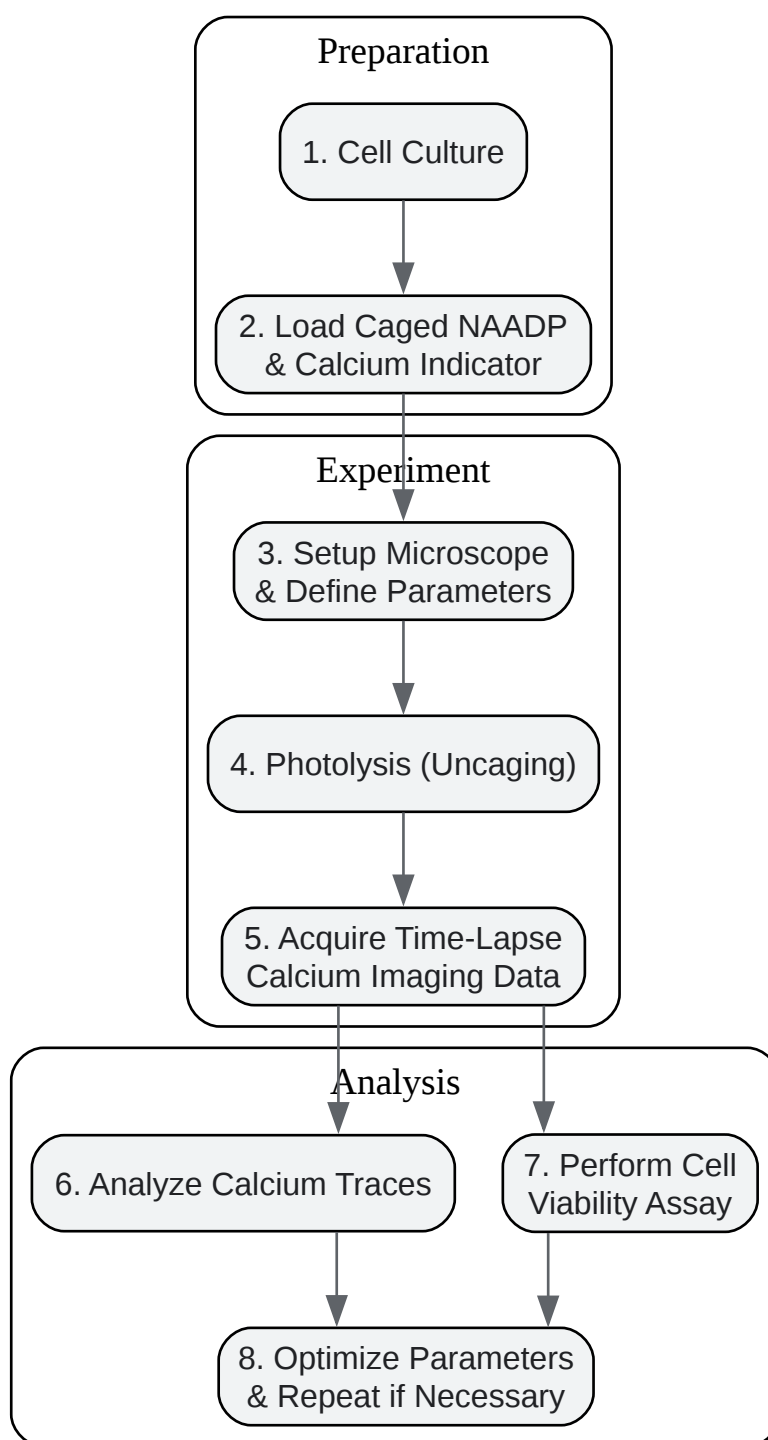 Preparation
1. Cell Culture
2. Load Caged NAADP
& Calcium Indicator
Experiment
3. Setup Microscope
& Define Parameters
4. Photolysis (Uncaging)
5. Acquire Time-Lapse
Calcium Imaging Data
Analysis
6. Analyze Calcium Traces
7. Perform Cell
Viability Assay
8. Optimize Parameters
& Repeat if Necessary